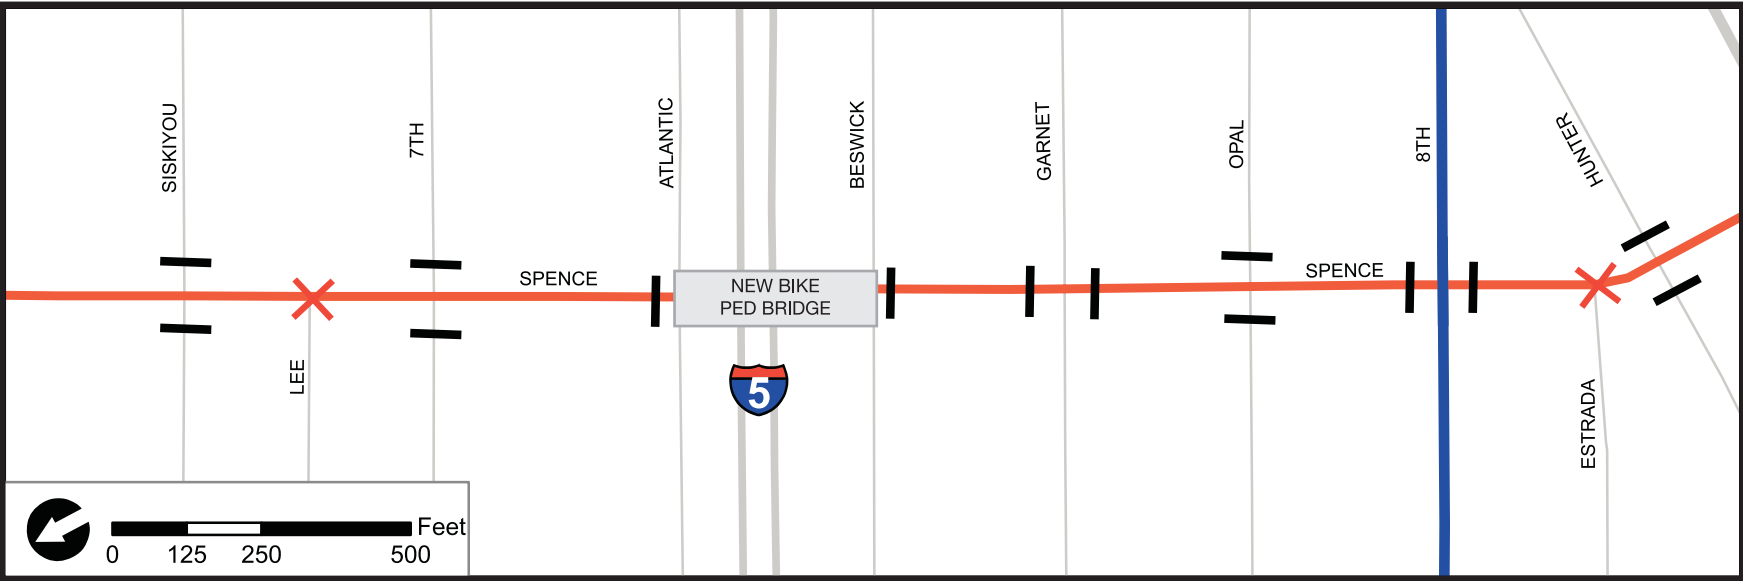 SISKIYOU
7TH
ATLANTIC
BESWICK
GARNET
OPAL
8TH
HUNTER
SPENCE
SPENCE
NEW BIKE
PED BRIDGE
LEE
5
ESTRADA
Feet
0 125 250 500